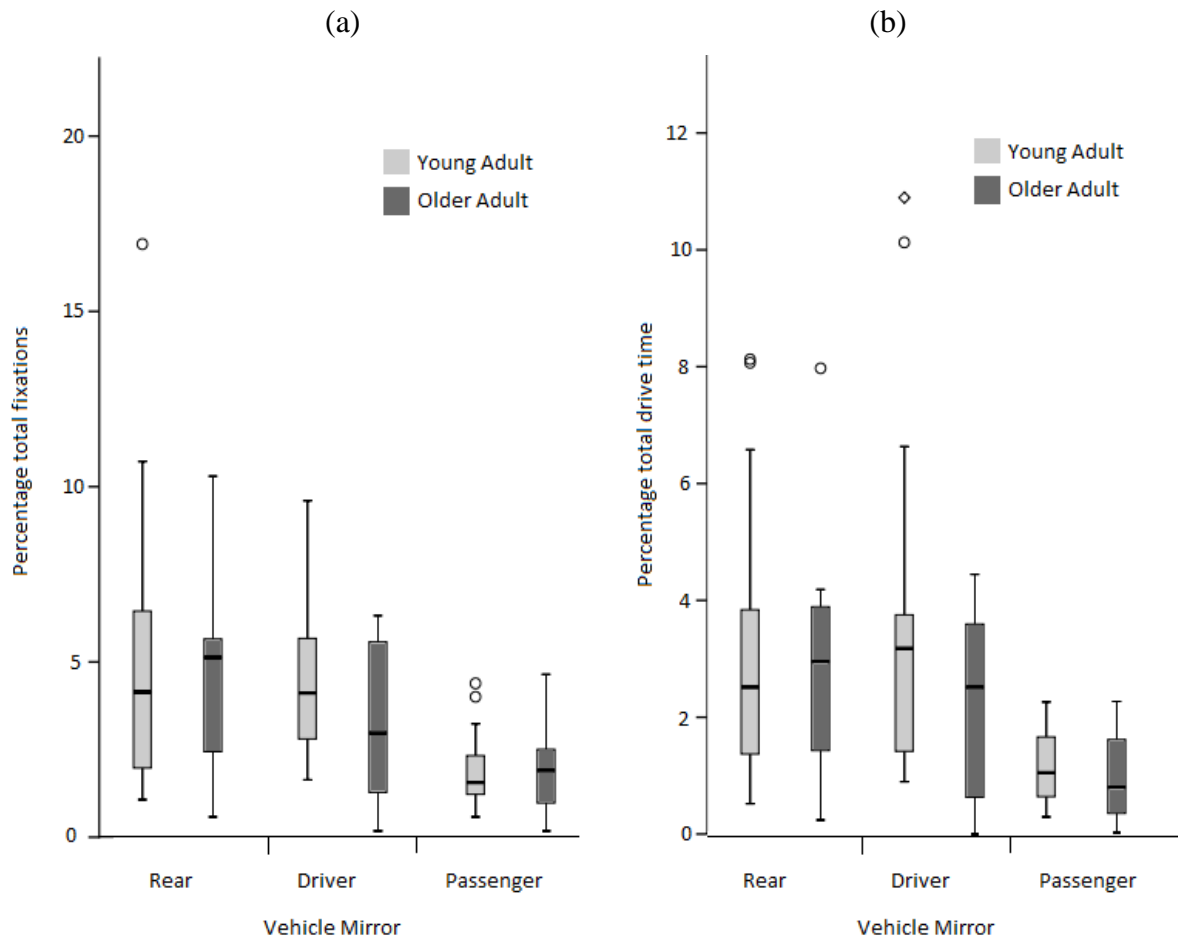 (a)
Percentage total fixations
20
15
10
5
0
Young Adult
Older Adult
Rear
Driver
Passenger
Vehicle Mirror
(b)
Percentage total drive time
12
10
8
6
4
2
0
Young Adult
Older Adult
Rear
Driver
Passenger
Vehicle Mirror